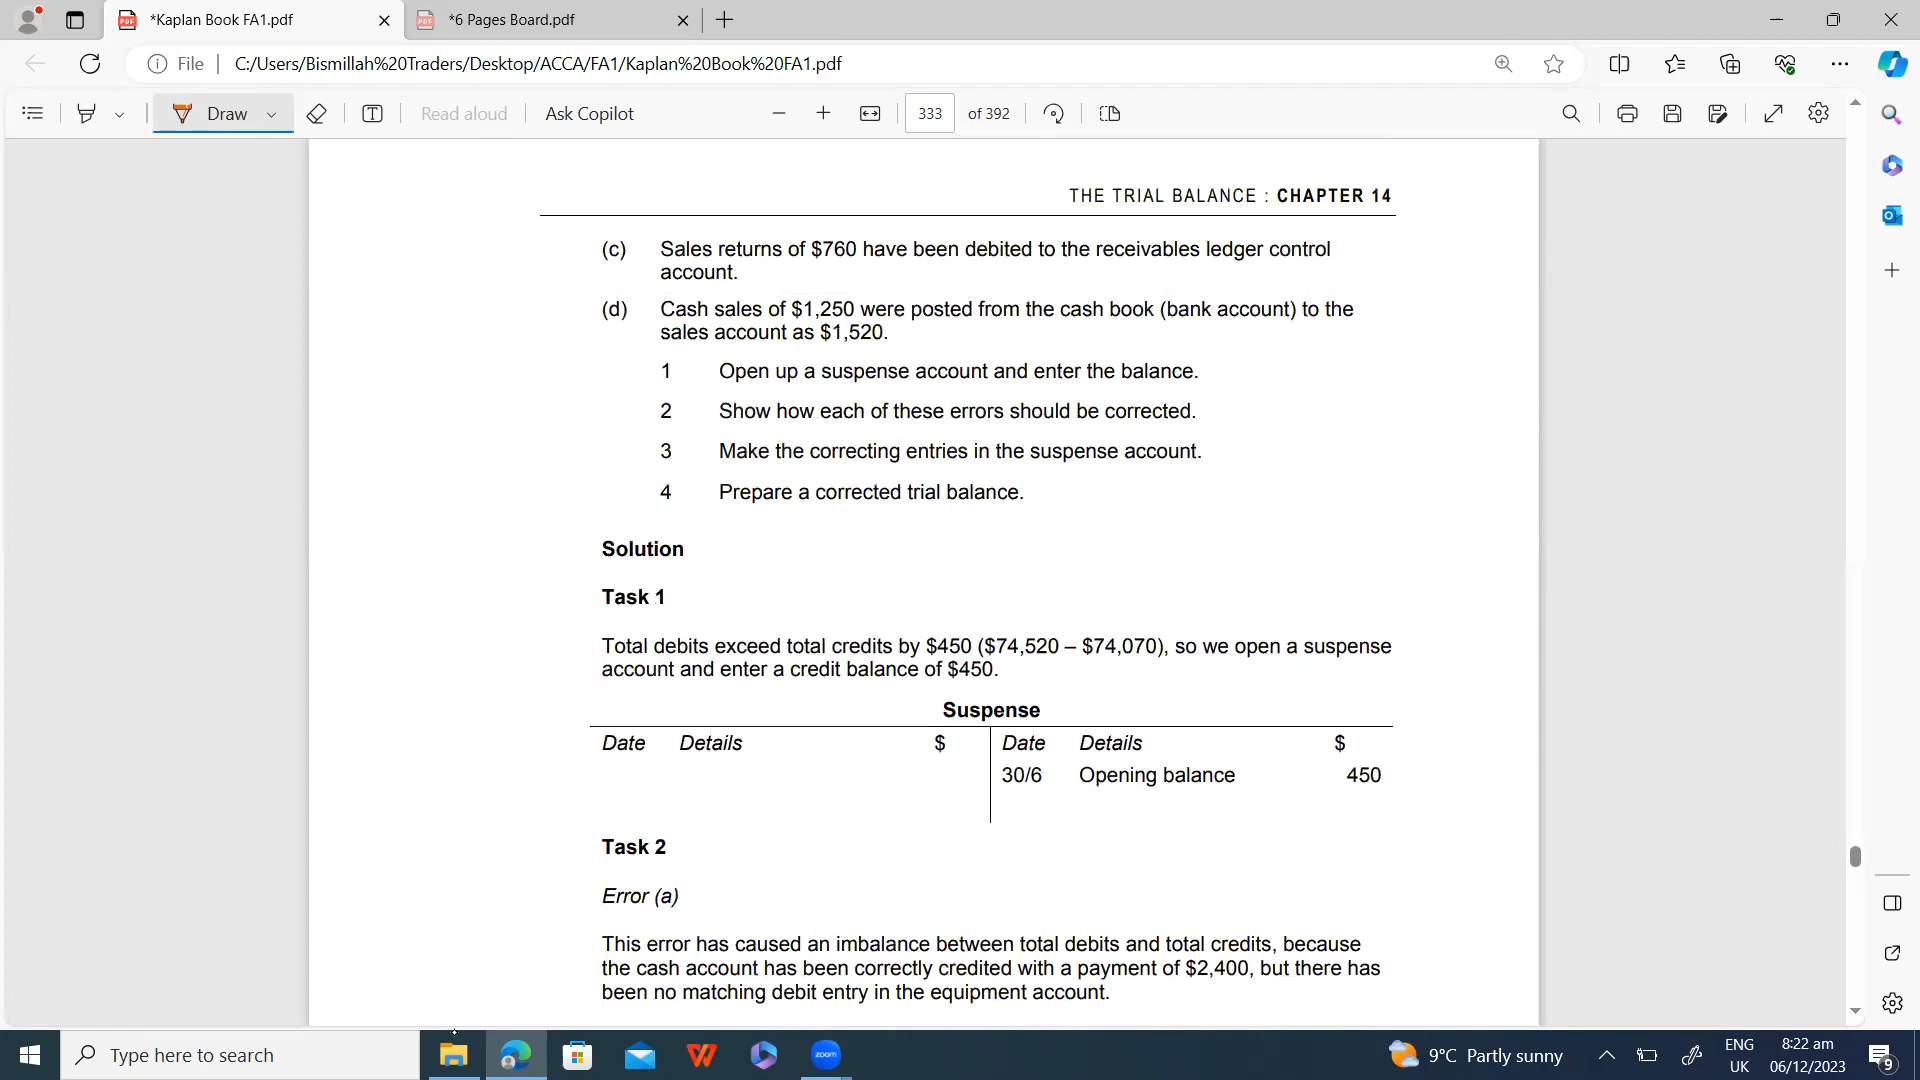 *Kaplan Book FA1.pdf
*6 Pages Board.pdf
File
C:/Users/Bismillah%20Traders/Desktop/ACCA/FA1/Kaplan%20Book%20FA1.pdf
Draw
Read aloud
Ask Copilot
333
of 392
THE TRIAL BALANCE : CHAPTER 14
(c) Sales returns of $760 have been debited to the receivables ledger control
account.
(d) Cash sales of $1,250 were posted from the cash book (bank account) to the
sales account as $1,520.
1 Open up a suspense account and enter the balance.
2 Show how each of these errors should be corrected.
3 Make the correcting entries in the suspense account.
4 Prepare a corrected trial balance.
Solution
Task 1
Total debits exceed total credits by $450 ($74,520 – $74,070), so we open a suspense
account and enter a credit balance of $450.
Suspense
Date Details $ Date Details $
30/6 Opening balance 450
Task 2
Error (a)
This error has caused an imbalance between total debits and total credits, because
the cash account has been correctly credited with a payment of $2,400, but there has
been no matching debit entry in the equipment account.
Type here to search
zoom
9°C Partly sunny
ENG
UK
8:22 am
06/12/2023
9